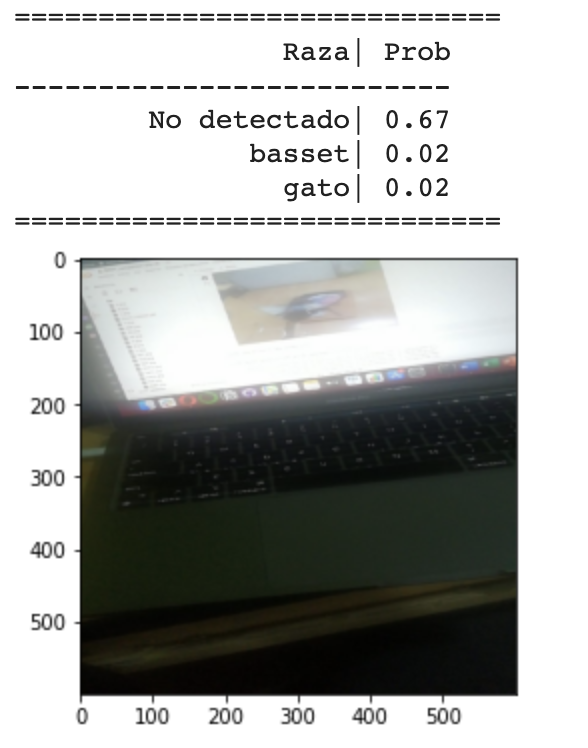 ==============================
Raza| Prob
---------------------------
No detectado| 0.67
basset| 0.02
gato| 0.02
==============================
0
100
200
300
400
500
0 100 200 300 400 500